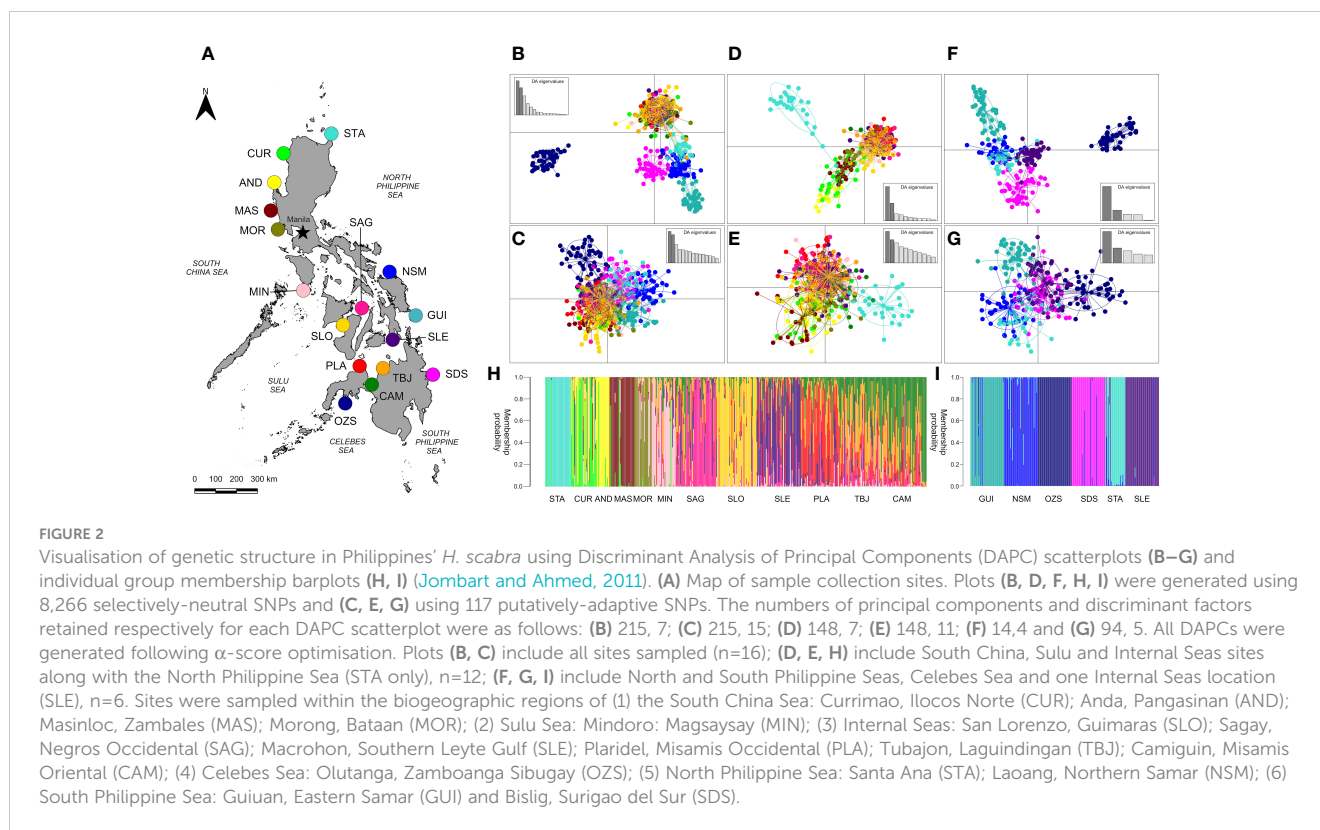 A
B
D
F
N
STA
CUR
AND
MAS
MOR
Manila
NORTH
PHILIPPINE
SEA
SAG
SOUTH
CHINA SEA
NSM
MIN
GUI
SLO
SLE
PLA
TBJ
SDS
SULU
SEA
CAM
OZS
CELEBES
SEA
SOUTH
PHILIPPINE
SEA
0 100 200 300 km
DA eigenvalues
DA eigenvalues
DA eigenvalues
C
E
G
DA eigenvalues
DA eigenvalues
DA eigenvalues
H
I
Membership
probability
1.0
0.8
0.6
0.4
0.2
0.0
STA CUR AND MAS MOR MIN SAG SLO SLE PLA TBJ CAM
Membership
probability
1.0
0.8
0.6
0.4
0.2
0.0
GUI NSM OZS SDS STA SLE
FIGURE 2
Visualisation of genetic structure in Philippines' H. scabra using Discriminant Analysis of Principal Components (DAPC) scatterplots (B–G) and
individual group membership barplots (H, I) (Jombart and Ahmed, 2011). (A) Map of sample collection sites. Plots (B, D, F, H, I) were generated using
8,266 selectively-neutral SNPs and (C, E, G) using 117 putatively-adaptive SNPs. The numbers of principal components and discriminant factors
retained respectively for each DAPC scatterplot were as follows: (B) 215, 7; (C) 215, 15; (D) 148, 7; (E) 148, 11; (F) 14,4 and (G) 94, 5. All DAPCs were
generated following α-score optimisation. Plots (B, C) include all sites sampled (n=16); (D, E, H) include South China, Sulu and Internal Seas sites
along with the North Philippine Sea (STA only), n=12; (F, G, I) include North and South Philippine Seas, Celebes Sea and one Internal Seas location
(SLE), n=6. Sites were sampled within the biogeographic regions of (1) the South China Sea: Currimao, Ilocos Norte (CUR); Anda, Pangasinan (AND);
Masinloc, Zambales (MAS); Morong, Bataan (MOR); (2) Sulu Sea: Mindoro: Magsaysay (MIN); (3) Internal Seas: San Lorenzo, Guimaras (SLO); Sagay,
Negros Occidental (SAG); Macrohon, Southern Leyte Gulf (SLE); Plaridel, Misamis Occidental (PLA); Tubajon, Laguindingan (TBJ); Camiguin, Misamis
Oriental (CAM); (4) Celebes Sea: Olutanga, Zamboanga Sibugay (OZS); (5) North Philippine Sea: Santa Ana (STA); Laoang, Northern Samar (NSM); (6)
South Philippine Sea: Guiuan, Eastern Samar (GUI) and Bislig, Surigao del Sur (SDS).